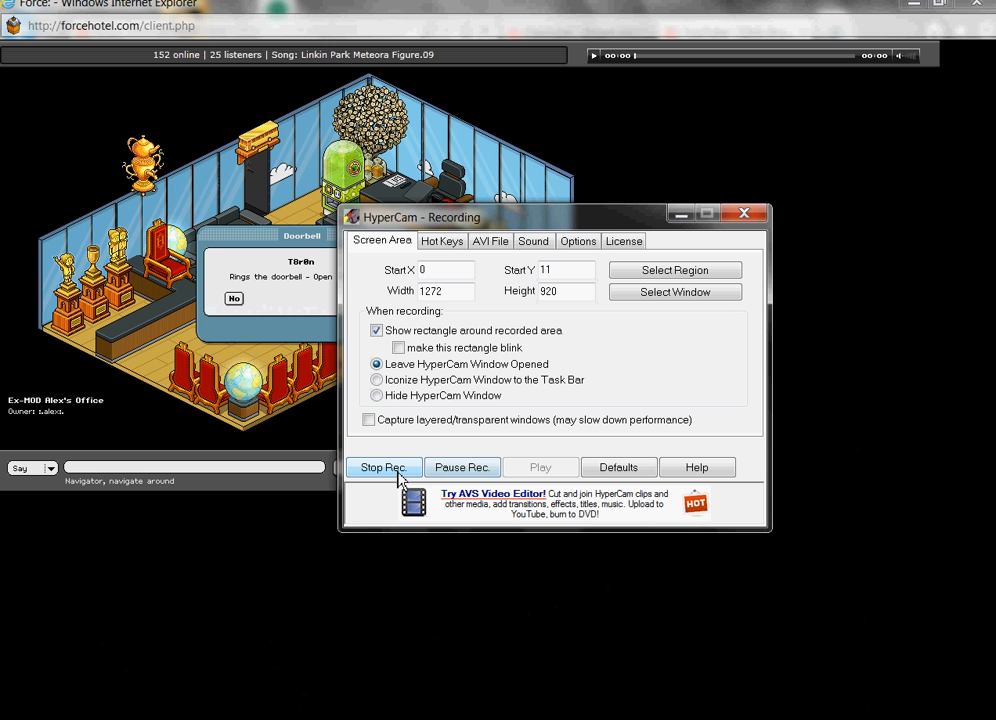 Force: - Windows Internet Explorer
http://forcehotel.com/client.php
152 online | 25 listeners | Song: Linkin Park Meteora Figure.09
00:00
00:00
Doorbell
T8r0n
Rings the doorbell - Open
No
Ex-MOD Alex's Office
Owner: :.alex:.
Say
Navigator, navigate around
HyperCam - Recording
Screen Area
Hot Keys
AVI File
Sound
Options
License
Start X 0
Start Y 11
Select Region
Width 1272
Height 920
Select Window
When recording:
Show rectangle around recorded area
make this rectangle blink
Leave HyperCam Window Opened
Iconize HyperCam Window to the Task Bar
Hide HyperCam Window
Capture layered/transparent windows (may slow down performance)
Stop Rec.
Pause Rec.
Play
Defaults
Help
Try AVS Video Editor! Cut and join HyperCam clips and
other media, add transitions, effects, titles, music. Upload to
YouTube, burn to DVD!
HOT